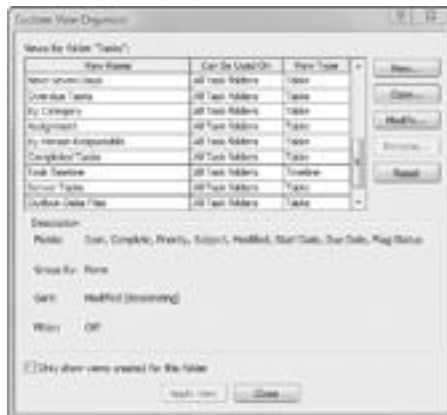 Custom View Organizer
Views for folder "Tasks":
View Name Can Be Used On View Type
Next Seven Days All Task folders Table
Overdue Tasks All Task folders Table
By Category All Task folders Table
Assignment All Task folders Table
By Person Responsible All Task folders Table
Completed Tasks All Task folders Table
Task Timeline All Task folders Timeline
Server Tasks All Task folders Table
Outlook Data Files All Task folders Table
New...
Copy...
Modify...
Rename...
Reset
Description
Fields: Icon, Complete, Priority, Subject, Modified, Start Date, Due Date, Flag Status
Group By: None
Sort: Modified (descending)
Filter: Off
Only show views created for this folder
Apply View Close